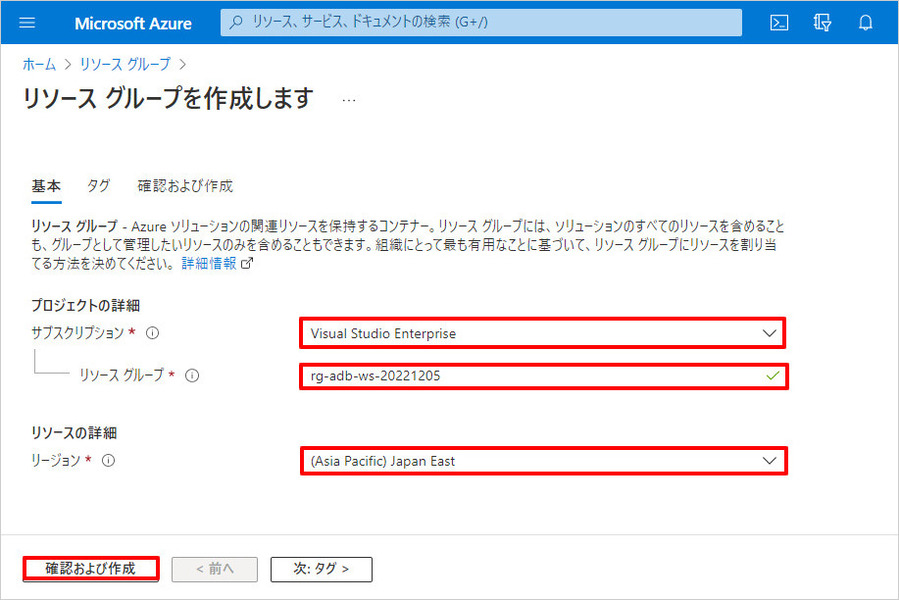 Microsoft Azure
リソース、サービス、ドキュメントの検索 (G+/)
ホーム > リソース グループ >
リソース グループを作成します ...
基本 タグ 確認および作成
リソース グループ - Azure ソリューションの関連リソースを保持するコンテナー。リソース グループには、ソリューションのすべてのリソースを含めること
も、グループとして管理したいリソースのみを含めることもできます。組織にとって最も有用なことに基づいて、リソース グループにリソースを割り当
てる方法を決めてください。 詳細情報
プロジェクトの詳細
サブスクリプション *
Visual Studio Enterprise
リソース グループ *
rg-adb-ws-20221205
リソースの詳細
リージョン *
(Asia Pacific) Japan East
確認および作成
< 前へ
次: タグ >